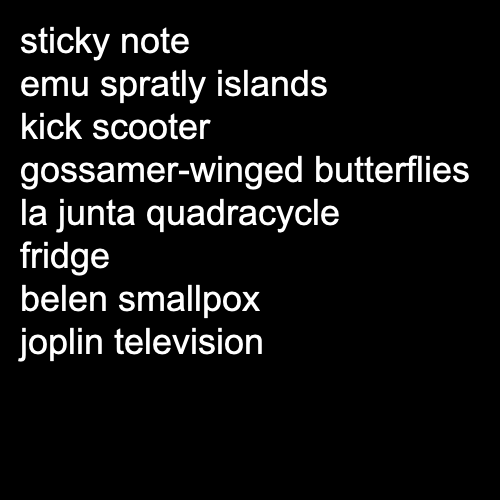 sticky note
emu spratly islands
kick scooter
gossamer-winged butterflies
la junta quadracycle
fridge
belen smallpox
joplin television